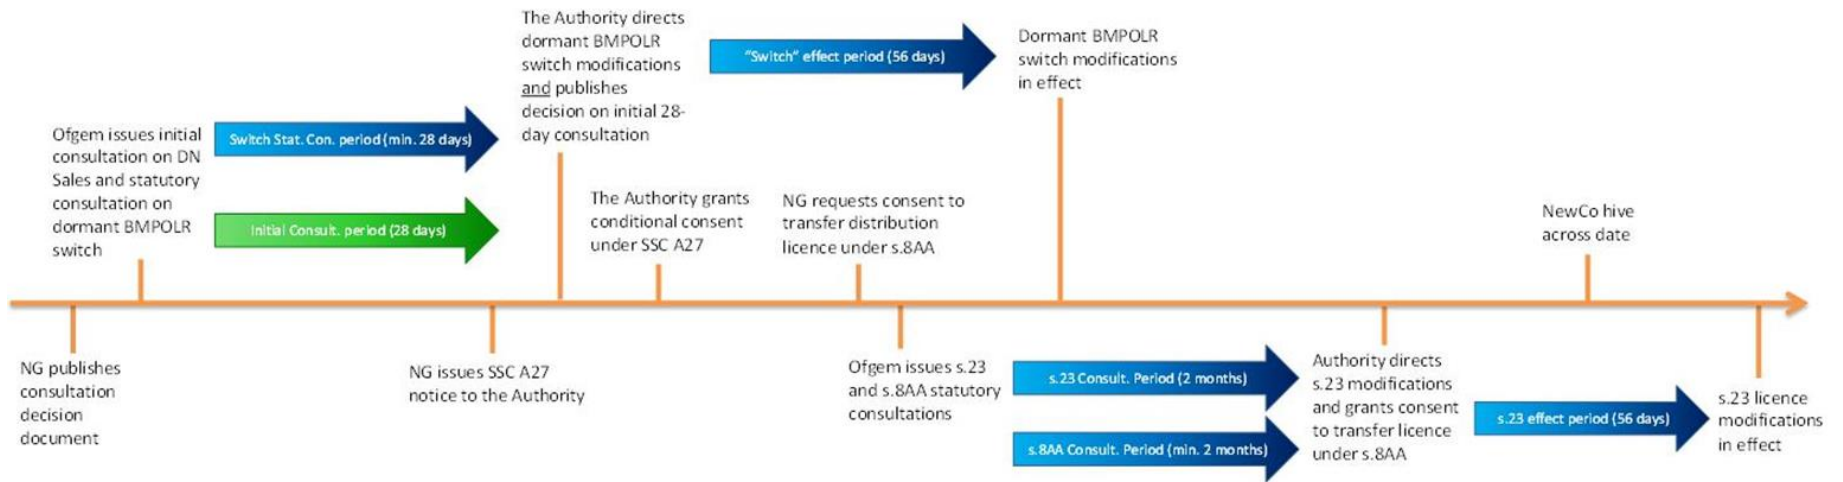 The Authority directs
dormant BMPOLR
switch modifications
and publishes
decision on initial 28-
day consultation
"Switch" effect period (56 days)
Dormant BMPOLR
switch modifications
in effect
Ofgem issues initial
consultation on DN
Sales and statutory
consultation on
dormant BMPOLR
switch
Switch Stat. Con. period (min. 28 days)
Initial Consult. period (28 days)
The Authority grants
conditional consent
under SSC A27
NG requests consent to
transfer distribution
licence under s.8AA
NewCo hive
across date
NG publishes
consultation
decision
document
NG issues SSC A27
notice to the Authority
Ofgem issues s.23
and s.8AA statutory
consultations
s.23 Consult. Period (2 months)
s.8AA Consult. Period (min. 2 months)
Authority directs
s.23 modifications
and grants consent
to transfer licence
under s.8AA
s.23 effect period (56 days)
s.23 licence
modifications
in effect